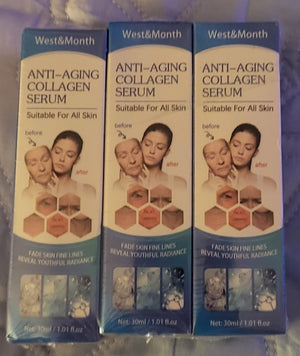 West&Month
ANTI-AGING
COLLAGEN
SERUM
Suitable For All Skin
before
after
FADE SKIN FINE LINES
REVEAL YOUTHFUL RADIANCE
Net: 30ml / 1.01 fl.oz
West&Month
ANTI-AGING
COLLAGEN
SERUM
Suitable For All Skin
before
after
FADE SKIN FINE LINES
REVEAL YOUTHFUL RADIANCE
Net: 30ml / 1.01 fl.oz
West&Month
ANTI-AGING
COLLAGEN
SERUM
Suitable For All Skin
before
after
FADE SKIN FINE LINES
REVEAL YOUTHFUL RADIANCE
Net: 30ml / 1.01 fl.oz